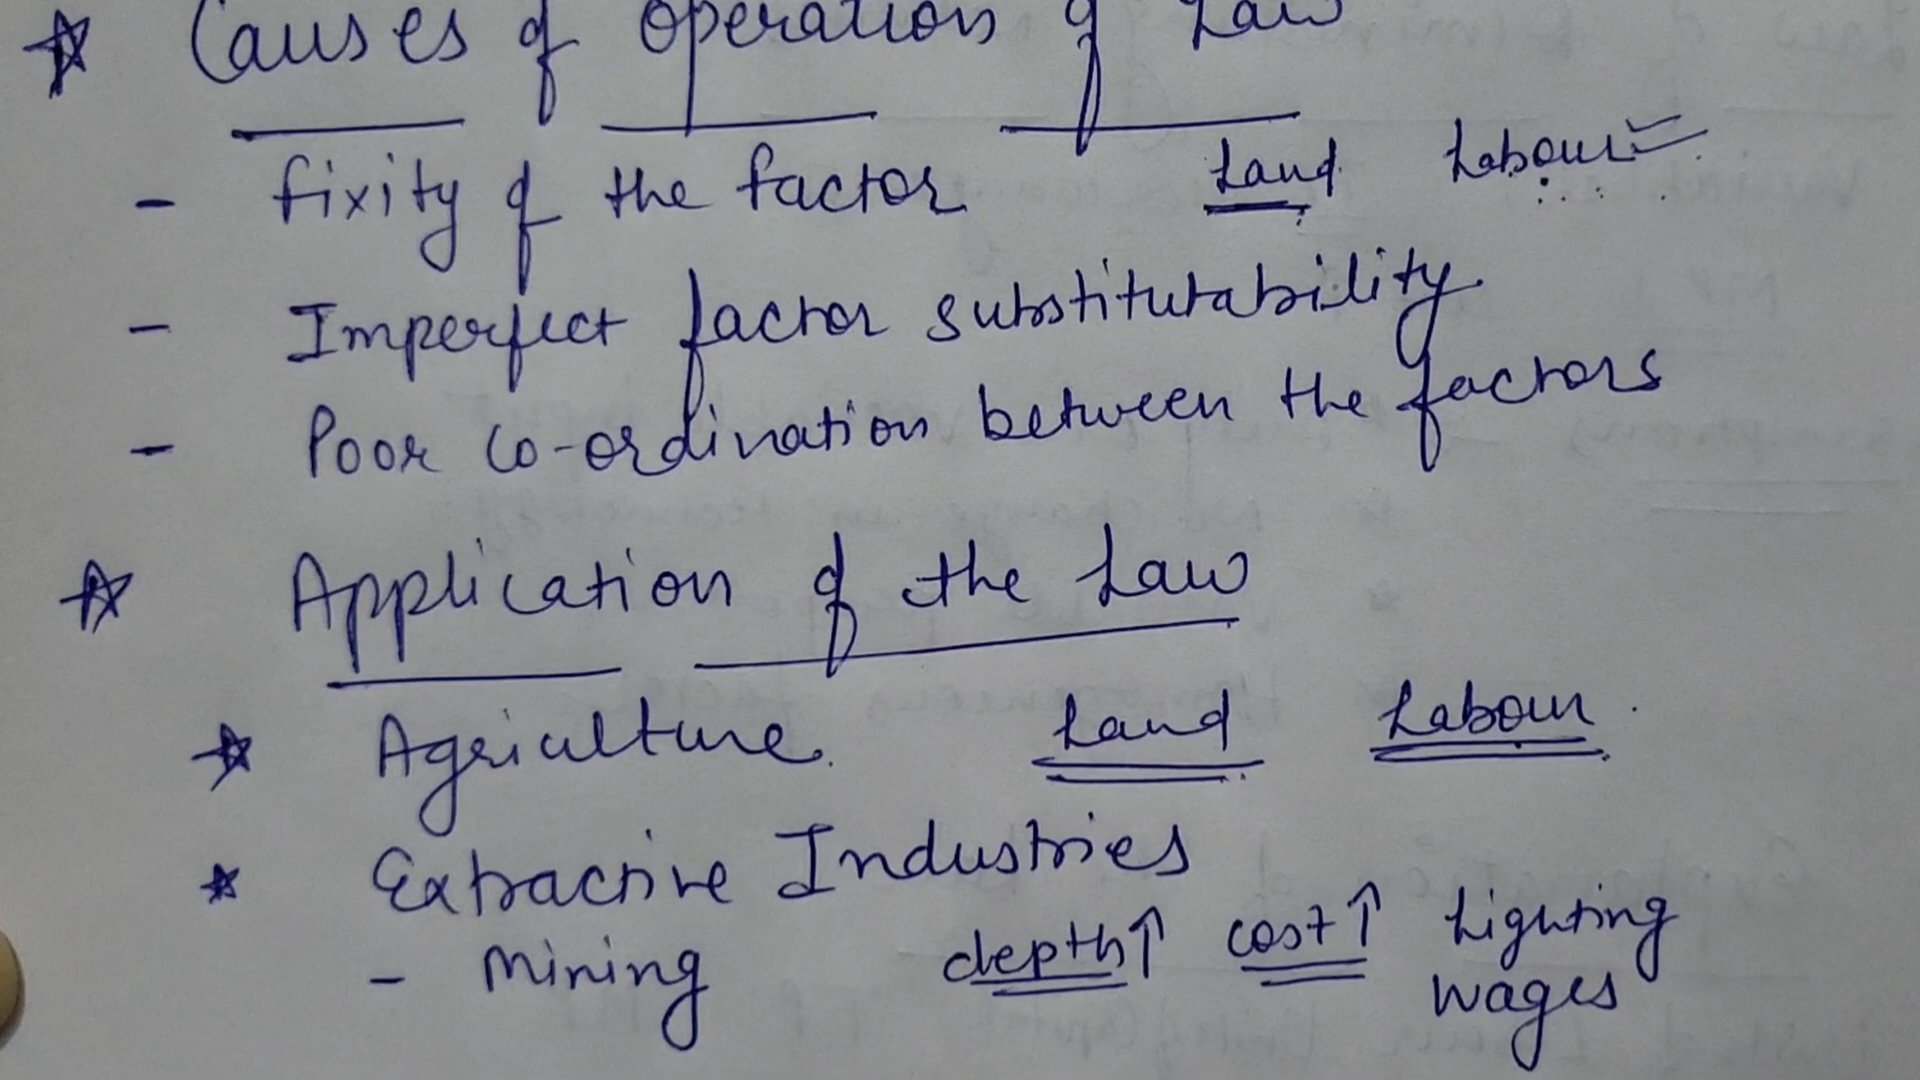 ☆ Causes of operation of Law
- fixity of the factor Land Labour
- Imperfect factor substitutability
- Poor co-ordination between the factors
☆ Application of the Law
☆ Agriculture. Land Labour.
☆ Extractive Industries
- Mining depth↑ cost↑ Lighting
wages